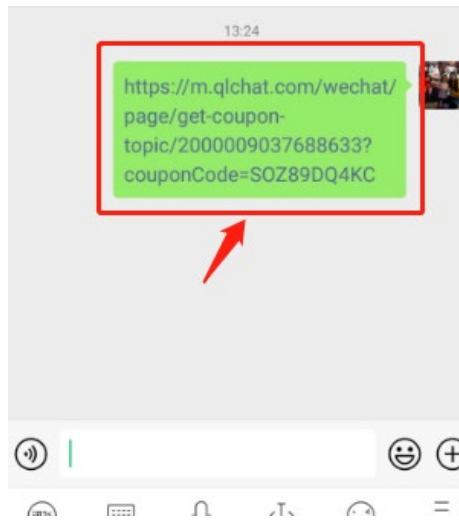 13:24
https://m.qlchat.com/wechat/
page/get-coupon-
topic/2000009037688633?
couponCode=SOZ89DQ4KC